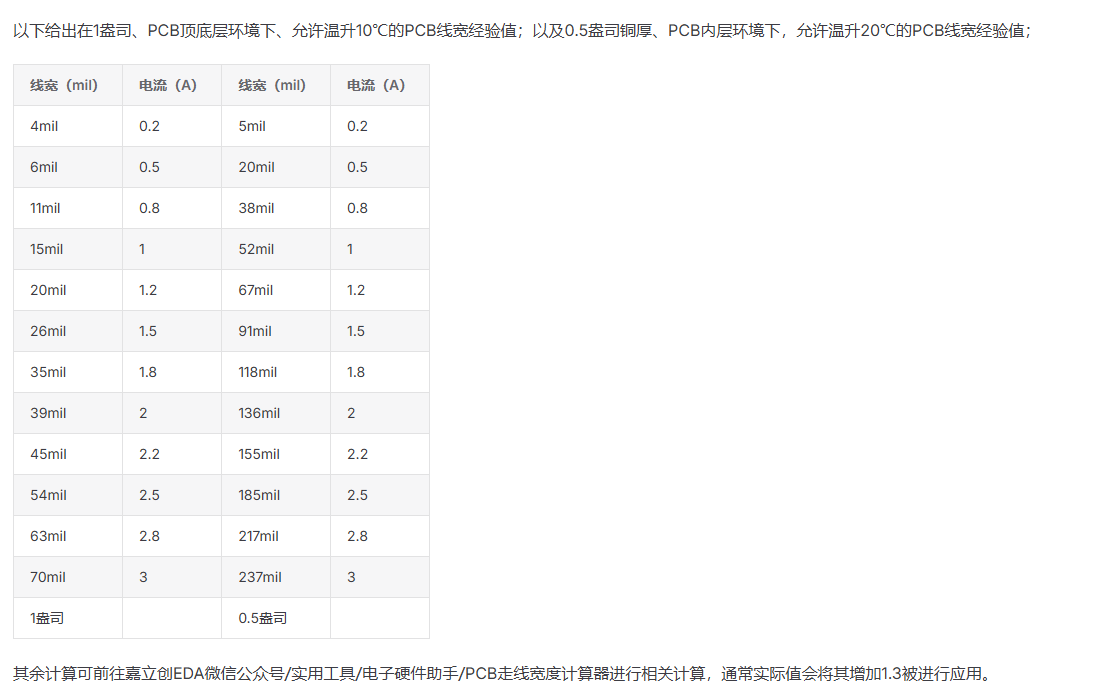 以下给出在1盎司、PCB顶底层环境下、允许温升10℃的PCB线宽经验值；以及0.5盎司铜厚、PCB内层环境下，允许温升20℃的PCB线宽经验值；
线宽（mil） 电流（A） 线宽（mil） 电流（A）
4mil 0.2 5mil 0.2
6mil 0.5 20mil 0.5
11mil 0.8 38mil 0.8
15mil 1 52mil 1
20mil 1.2 67mil 1.2
26mil 1.5 91mil 1.5
35mil 1.8 118mil 1.8
39mil 2 136mil 2
45mil 2.2 155mil 2.2
54mil 2.5 185mil 2.5
63mil 2.8 217mil 2.8
70mil 3 237mil 3
1盎司 0.5盎司
其余计算可前往嘉立创EDA微信公众号/实用工具/电子硬件助手/PCB走线宽度计算器进行相关计算，通常实际值会将其增加1.3被进行应用。